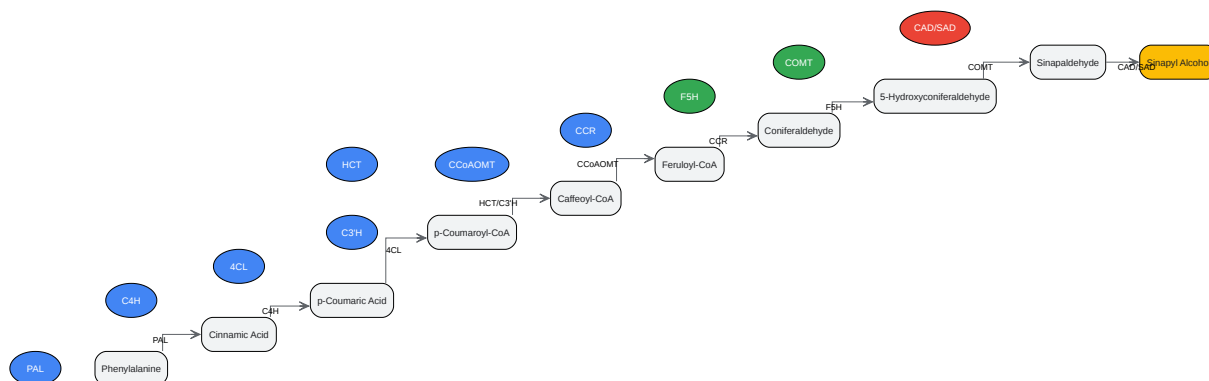 CAD/SAD
COMT
COMT
Sinapaldehyde
CAD/SAD
Sinapyl Alcoho
F5H
5-Hydroxyconiferaldehyde
F5H
CCR
CCR
Coniferaldehyde
HCT
CCoAOMT
CCoAOMT
Feruloyl-CoA
HCT/C3'H
Caffeoyl-CoA
C3'H
4CL
p-Coumaroyl-CoA
4CL
C4H
C4H
p-Coumaric Acid
PAL
Cinnamic Acid
PAL
Phenylalanine